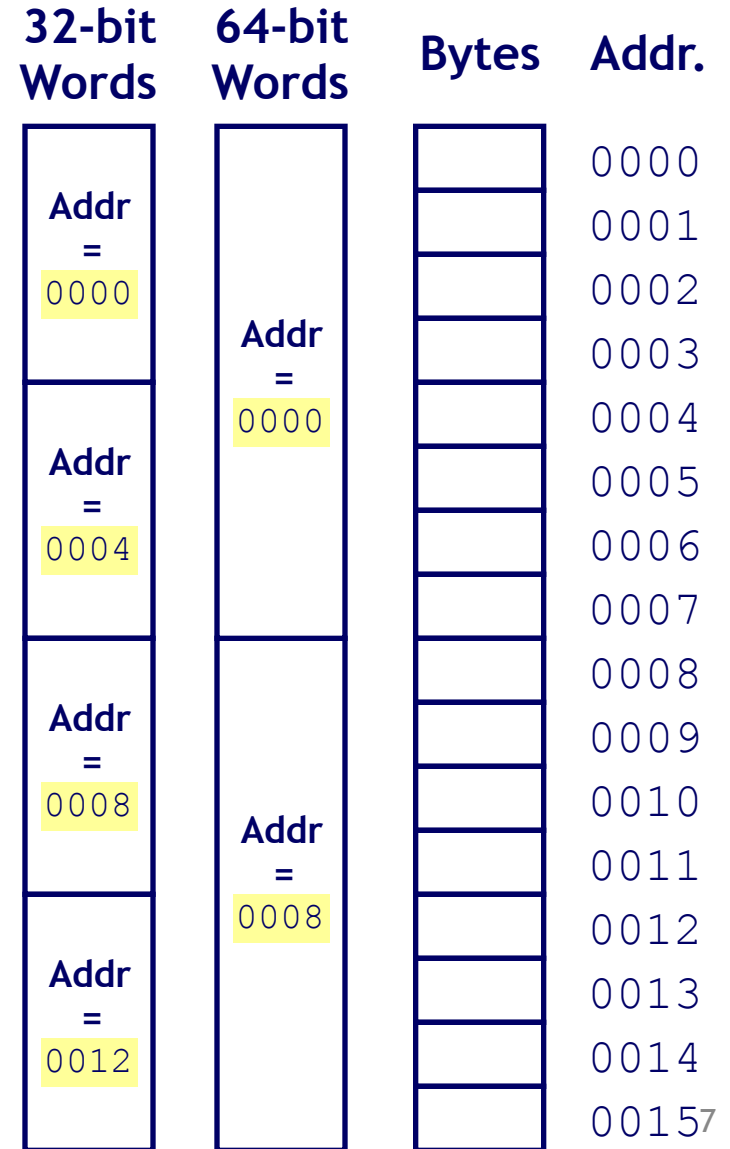 32-bit Words
64-bit Words
Bytes
Addr.
Addr
=
0000
Addr
=
0004
Addr
=
0008
Addr
=
0012
Addr
=
0000
Addr
=
0008
0000
0001
0002
0003
0004
0005
0006
0007
0008
0009
0010
0011
0012
0013
0014
0015
7